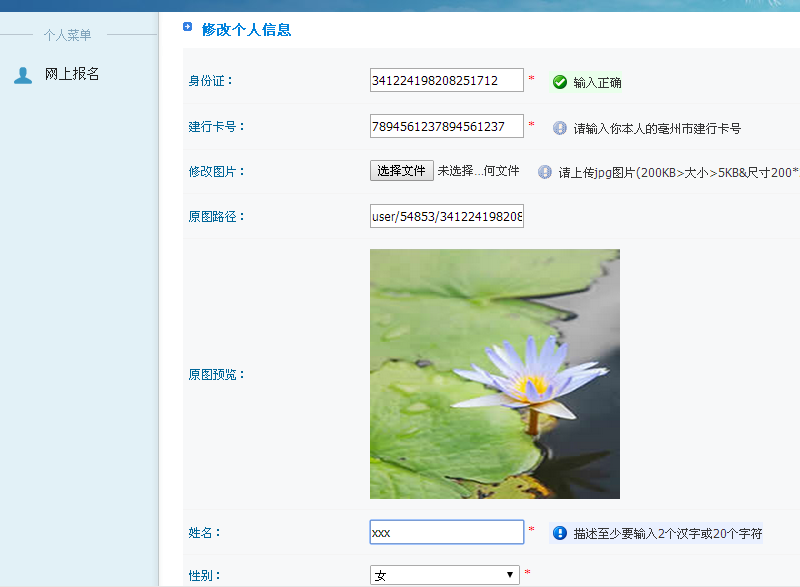 个人菜单
网上报名
修改个人信息
身份证：
341224198208251712
*
输入正确
建行卡号：
7894561237894561237
*
请输入你本人的亳州市建行卡号
修改图片：
选择文件
未选择...何文件
请上传jpg图片(200KB>大小>5KB&尺寸200*
原图路径：
user/54853/341224198208
原图预览：
姓名：
xxx
*
描述至少要输入2个汉字或20个字符
性别：
女
*